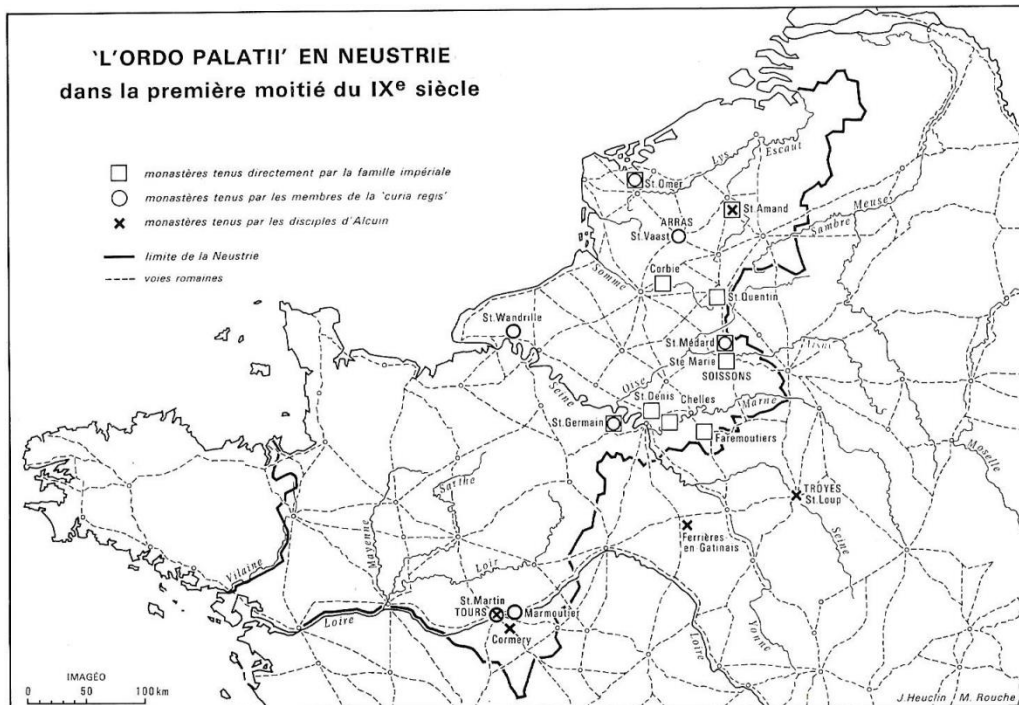 'L'ORDO PALATII' EN NEUSTRIE
dans la première moitié du IXe siècle
monastères tenus directement par la famille impériale
monastères tenus par les membres de la 'curia regis'
monastères tenus par les disciples d'Alcuin
limite de la Neustrie
voies romaines
Lys
Escaut
St.Omer
St.Amand
Meuse
ARRAS
St.Vaast
Sambre
Somme
Corbie
St.Quentin
St.Wandrille
St.Médard
Ste Marie
SOISSONS
Aisne
Oise
Seine
St.Denis
Chelles
Marne
St.Germain
Faremoutiers
Moselle
Sarthe
TROYES
St.Loup
Mayenne
Ferrières
en-Gatinais
Seine
Vilaine
Loir
St.Martin
TOURS
Marmoutier
Loire
Cormery
Loire
Yonne
IMAGÉO
0 50 100 km
J.Heuclin M. Rouche